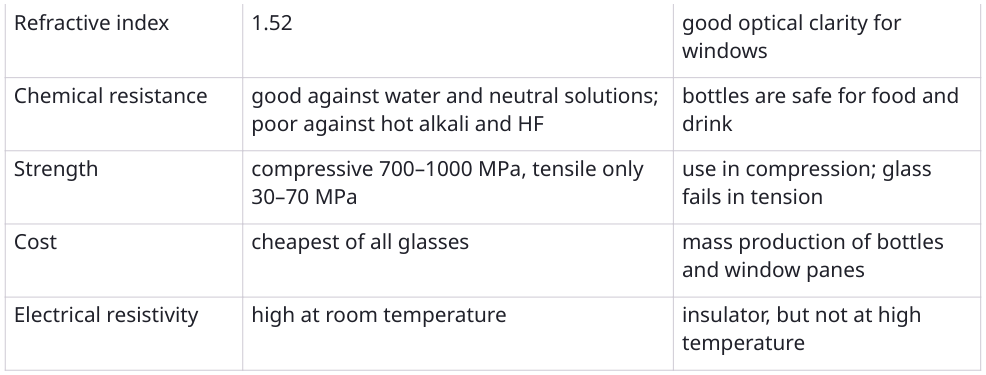 Refractive index 1.52 good optical clarity for
windows
Chemical resistance good against water and neutral solutions; bottles are safe for food and
poor against hot alkali and HF drink
Strength compressive 700–1000 MPa, tensile only use in compression; glass
30–70 MPa fails in tension
Cost cheapest of all glasses mass production of bottles
and window panes
Electrical resistivity high at room temperature insulator, but not at high
temperature